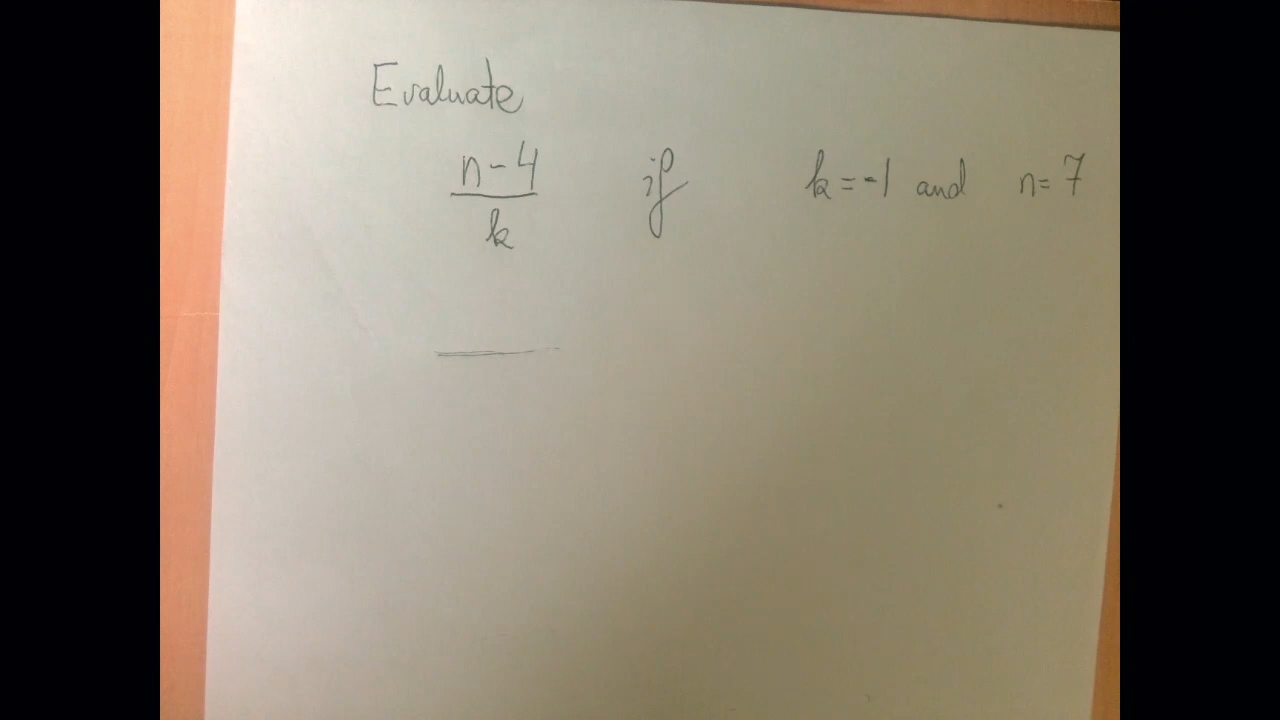 Evaluate
n-4 if k=-1 and n=7
k